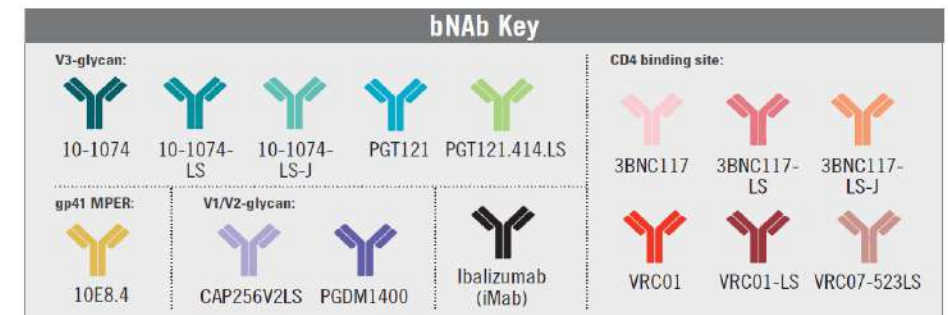 bNAb Key
V3-glycan:
10-1074
10-1074-
LS
10-1074-
LS-J
PGT121
PGT121.414.LS
CD4 binding site:
3BNC117
3BNC117-
LS
3BNC117-
LS-J
gp41 MPER:
10E8.4
V1/V2-glycan:
CAP256V2LS
PGDM1400
Ibalizumab
(iMab)
VRC01
VRC01-LS
VRC07-523LS